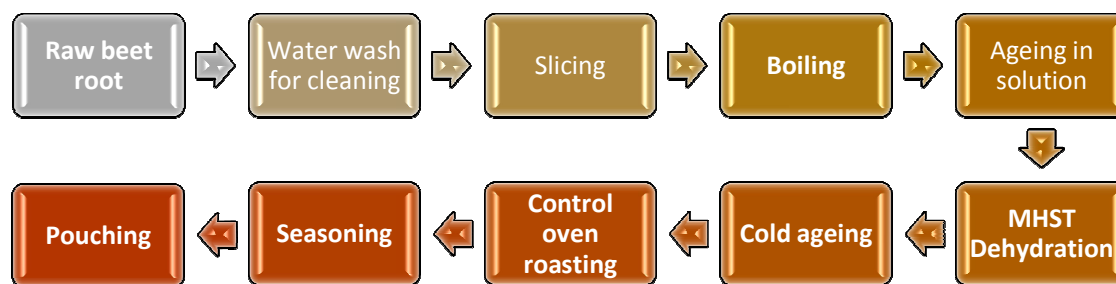 Raw beet
root
Water wash
for cleaning
Slicing
Boiling
Ageing in
solution
MHST
Dehydration
Cold ageing
Control
oven
roasting
Seasoning
Pouching